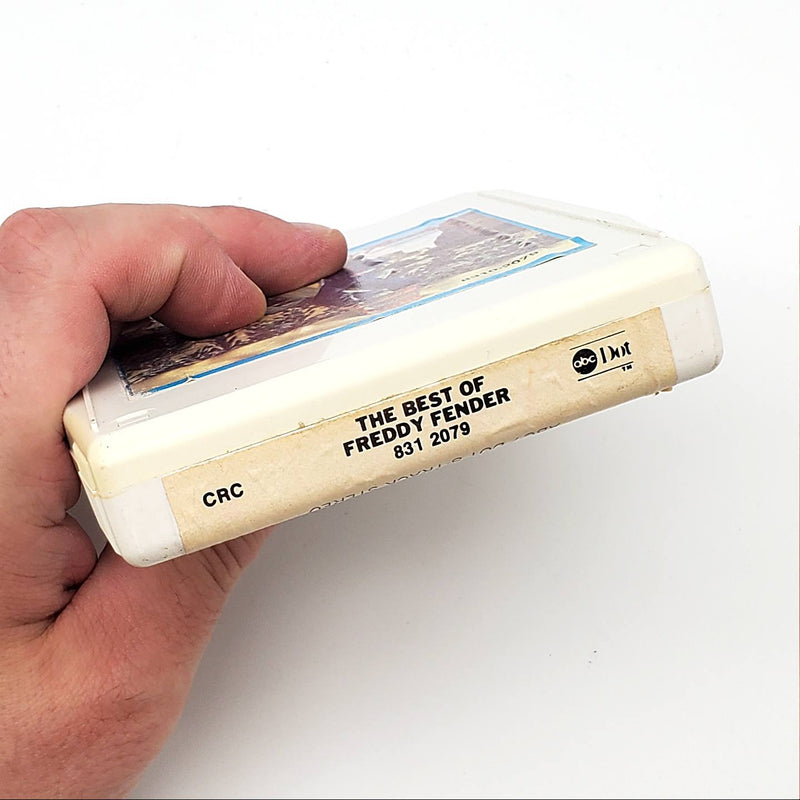 THE BEST OF
FREDDY FENDER
831 2079
CRC
abc Dot
TM